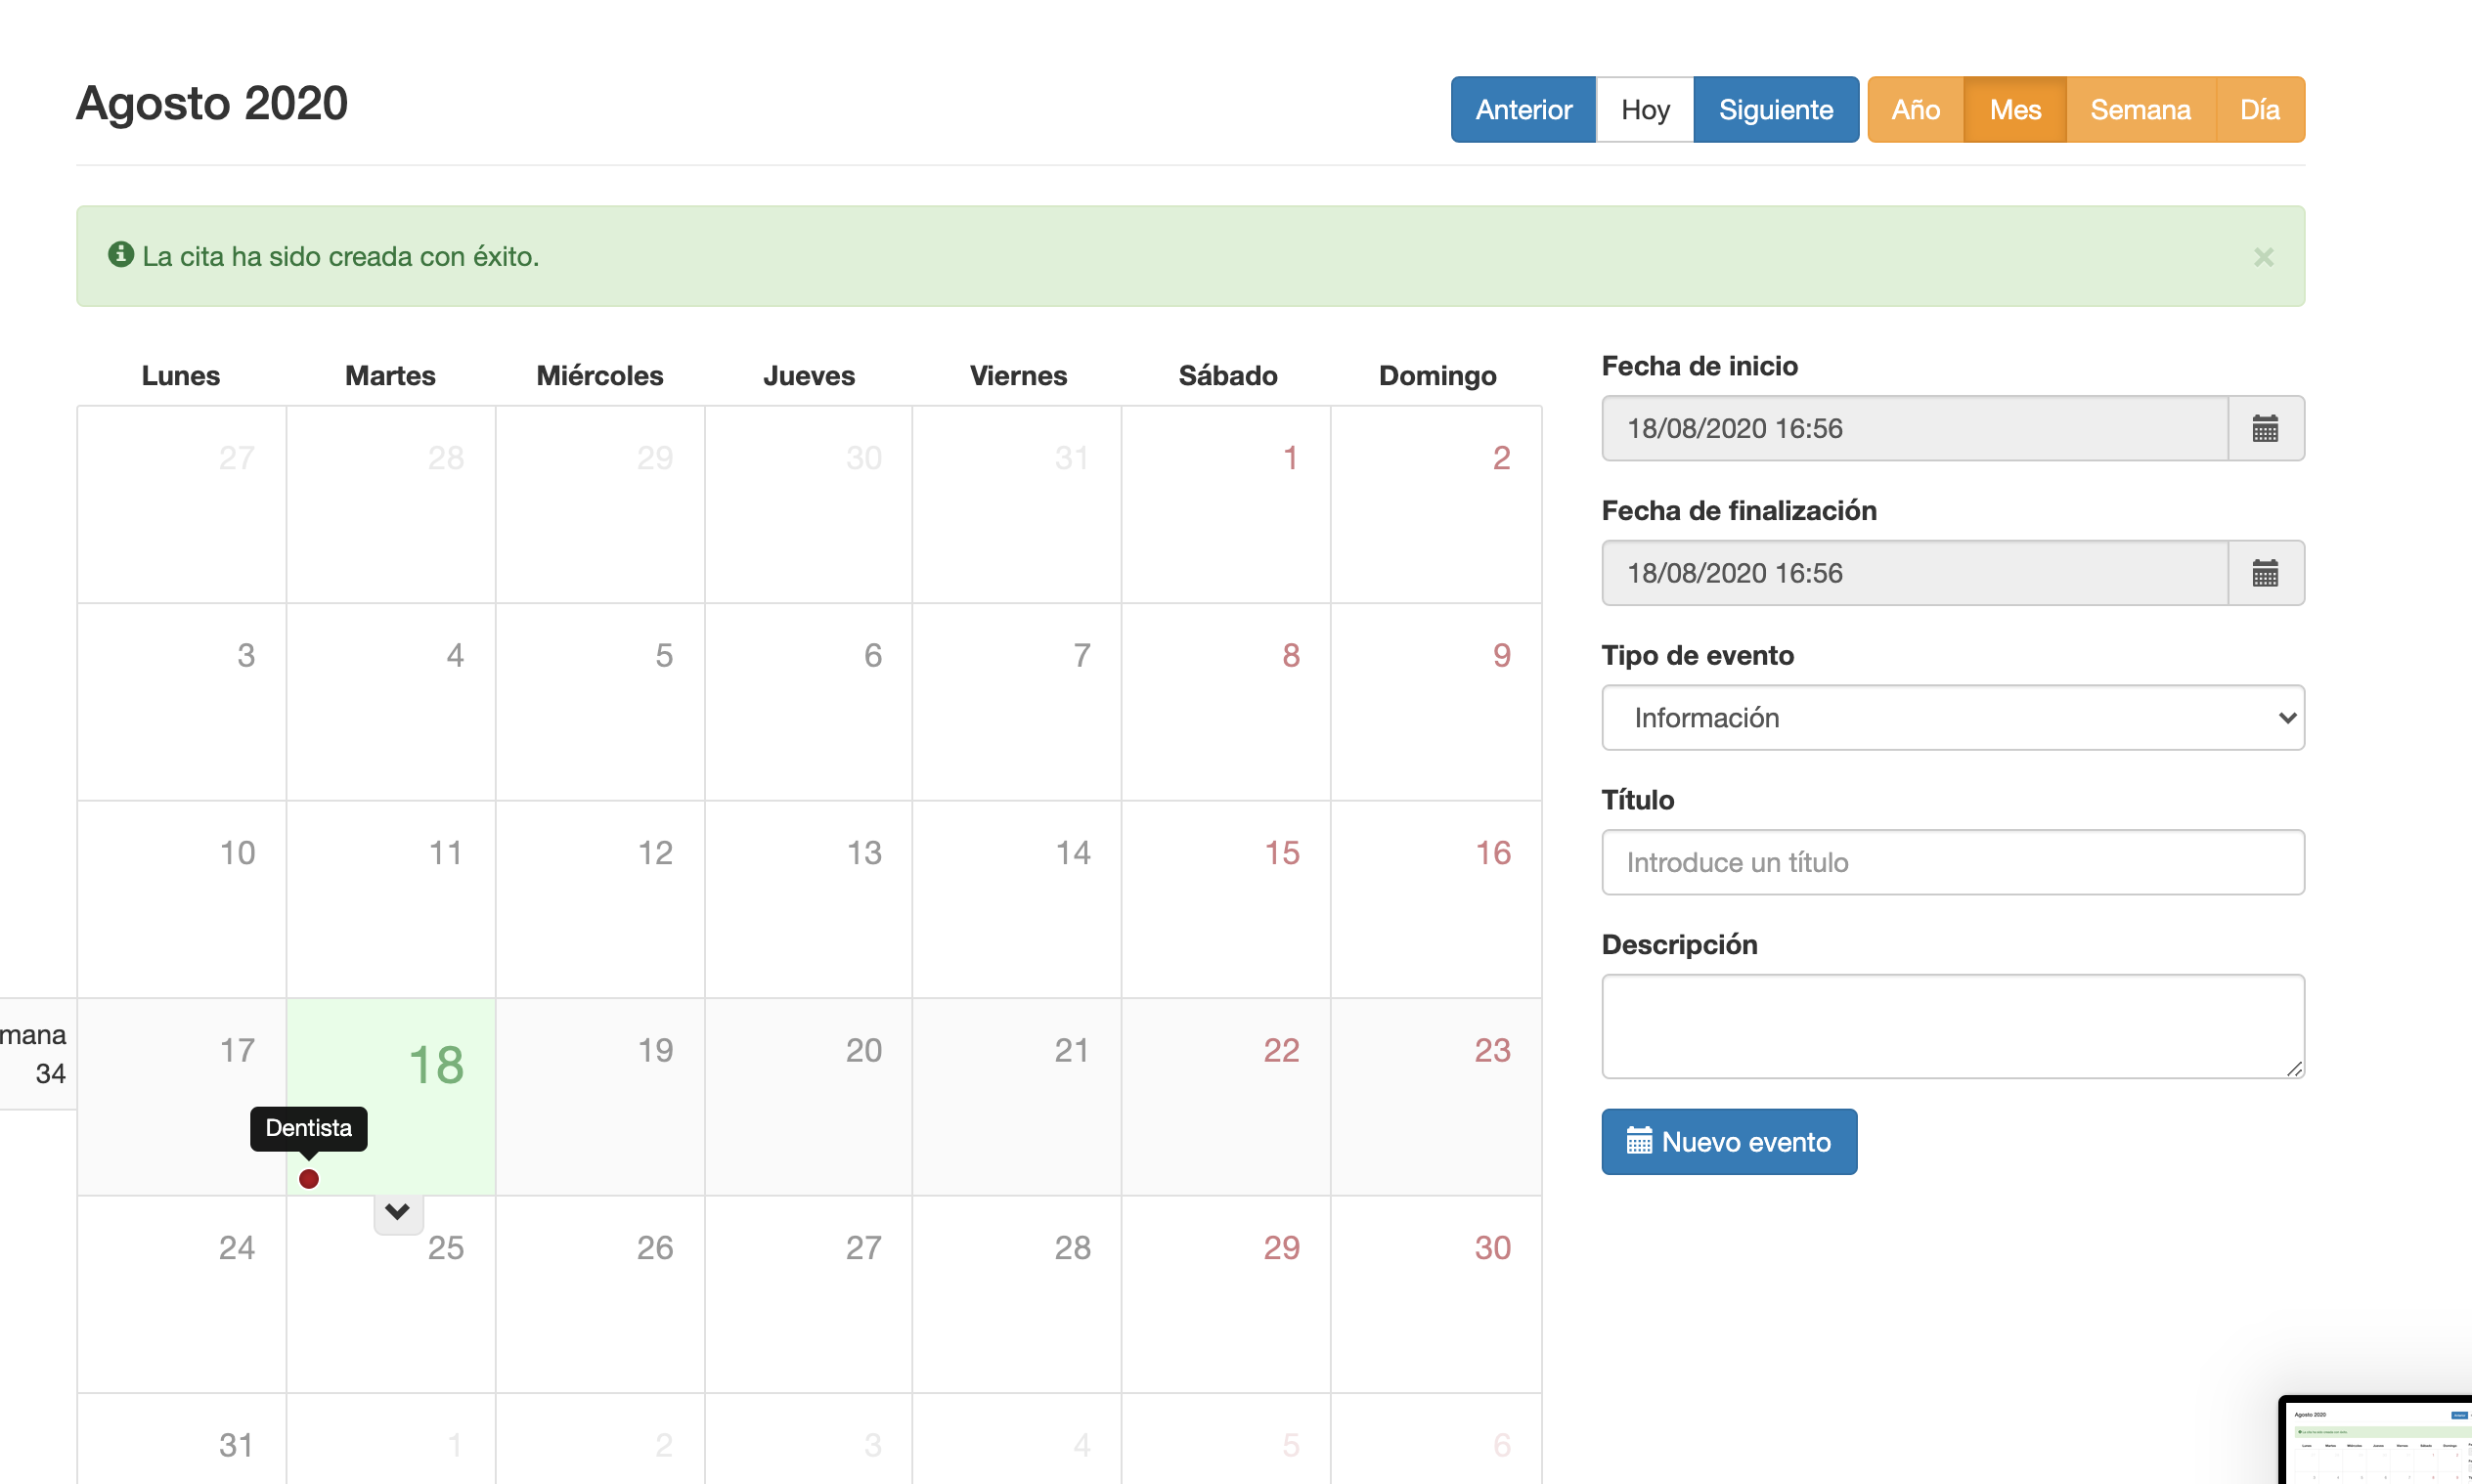 Agosto 2020
Anterior Hoy Siguiente Año Mes Semana Día
La cita ha sido creada con éxito. ×
Lunes Martes Miércoles Jueves Viernes Sábado Domingo
27 28 29 30 31 1 2
3 4 5 6 7 8 9
10 11 12 13 14 15 16
mana
34
17 18 19 20 21 22 23
Dentista
24 25 26 27 28 29 30
31 1 2 3 4 5 6
Fecha de inicio
18/08/2020 16:56
Fecha de finalización
18/08/2020 16:56
Tipo de evento
Información
Título
Introduce un título
Descripción
Nuevo evento
Agosto 2020